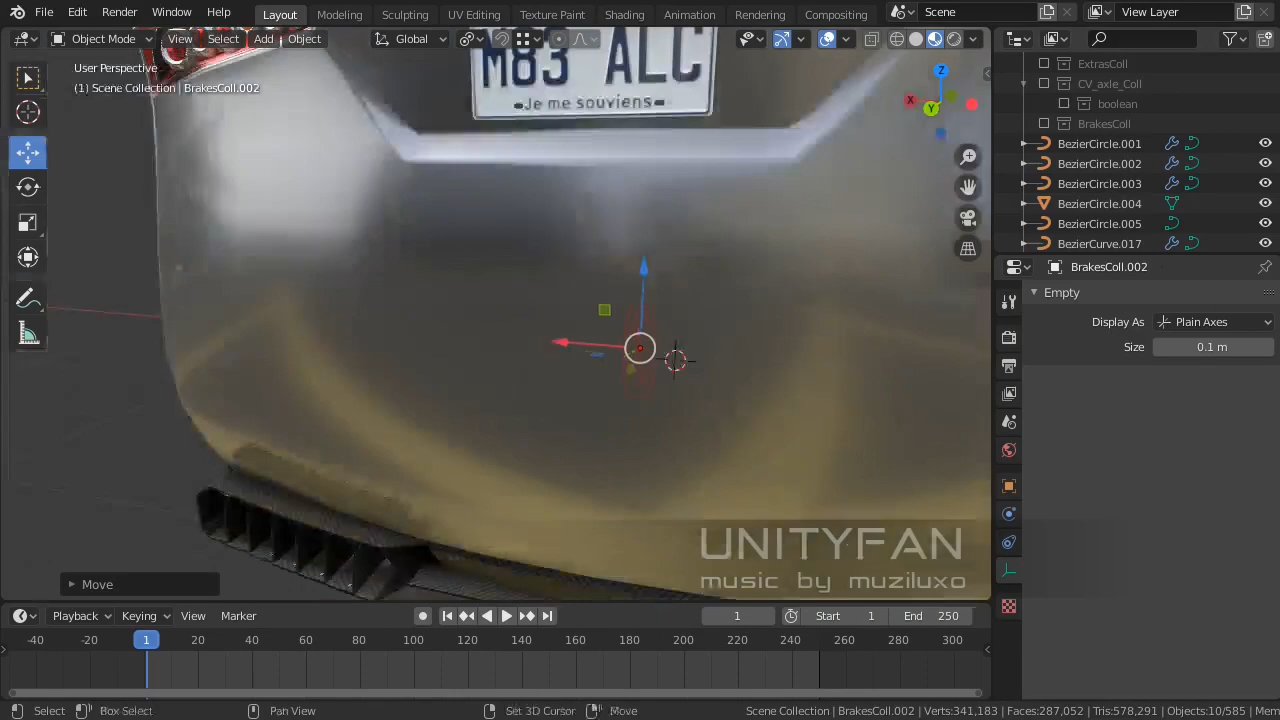 File Edit Render Window Help Layout Modeling Sculpting UV Editing Texture Paint Shading Animation Rendering Compositing Scene View Layer
Object Mode View Select Add Object Global
User Perspective
(1) Scene Collection | BrakesColl.002
M83 ALC
Je me souviens
X
Y
Z
ExtrasColl
CV_axle_Coll
boolean
BrakesColl
BezierCircle.001
BezierCircle.002
BezierCircle.003
BezierCircle.004
BezierCircle.005
BezierCurve.017
BrakesColl.002
Empty
Display As Plain Axes
Size 0.1 m
UNITYFAN
music by muziluxo
Move
Playback Keying View Marker 1 Start 1 End 250
-40 -20 1 20 40 60 80 100 120 140 160 180 200 220 240 260 280 300
Select Box Select Pan View Set 3D Cursor Move Scene Collection | BrakesColl.002 | Verts:341,183 | Faces:287,052 | Tris:578,291 | Objects:10/585 | Mem